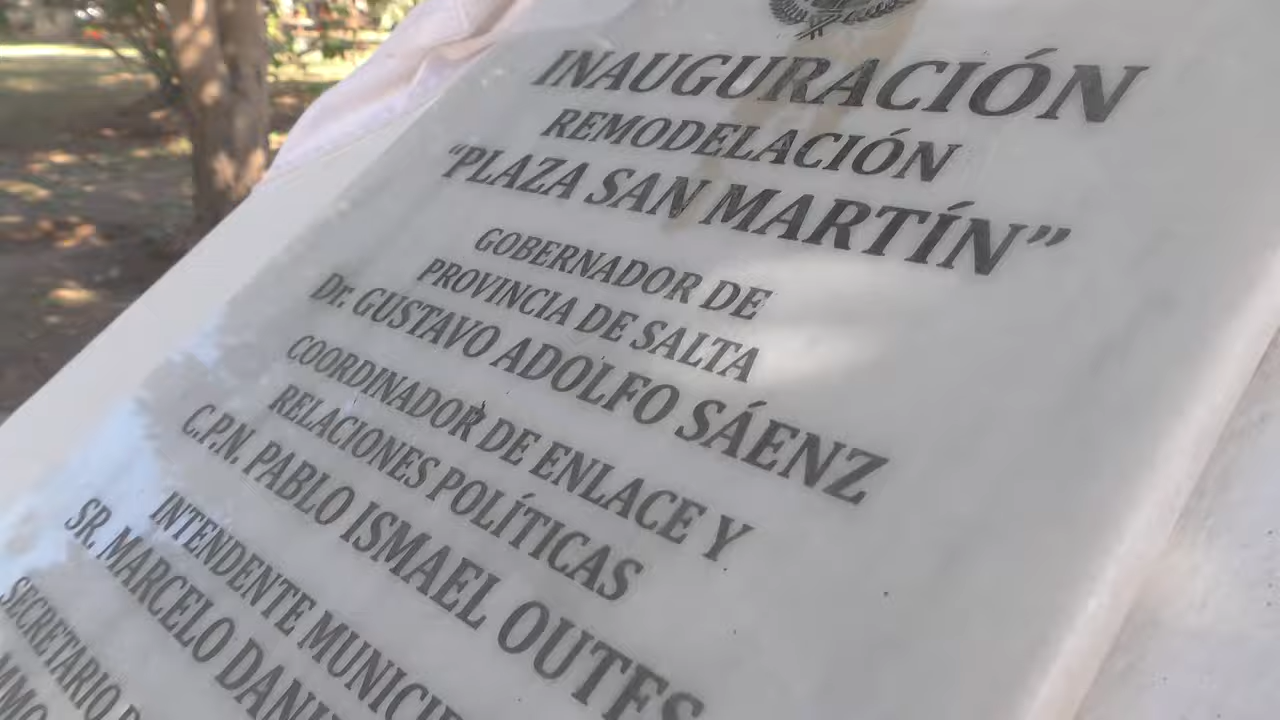 INAUGURACIÓN
REMODELACIÓN
“PLAZA SAN MARTÍN”
GOBERNADOR DE
PROVINCIA DE SALTA
Dr. GUSTAVO ADOLFO SÁENZ
COORDINADOR DE ENLACE Y
RELACIONES POLÍTICAS
C.P.N. PABLO ISMAEL OUTES
INTENDENTE MUNICI
SR. MARCELO DANI
SECRETARIO D